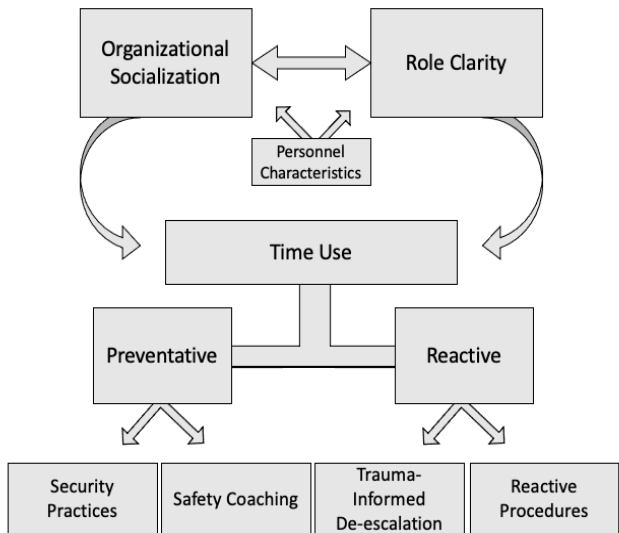 Organizational
Socialization
Role Clarity
Personnel
Characteristics
Time Use
Preventative
Reactive
Security
Practices
Safety Coaching
Trauma-
Informed
De-escalation
Reactive
Procedures